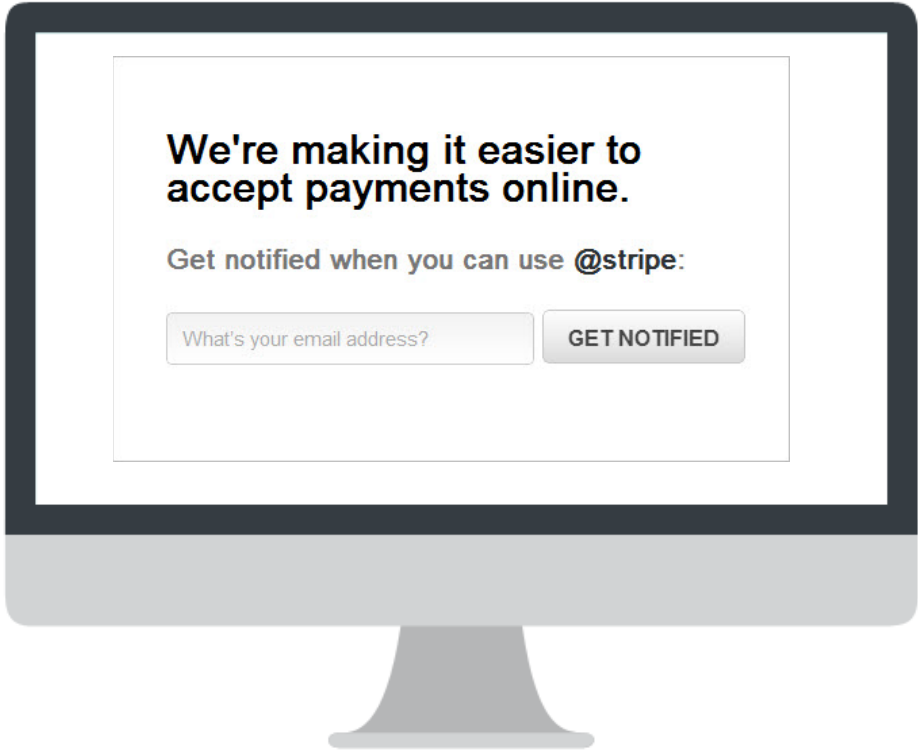 We're making it easier to
accept payments online.
Get notified when you can use @stripe:
What's your email address?
GET NOTIFIED